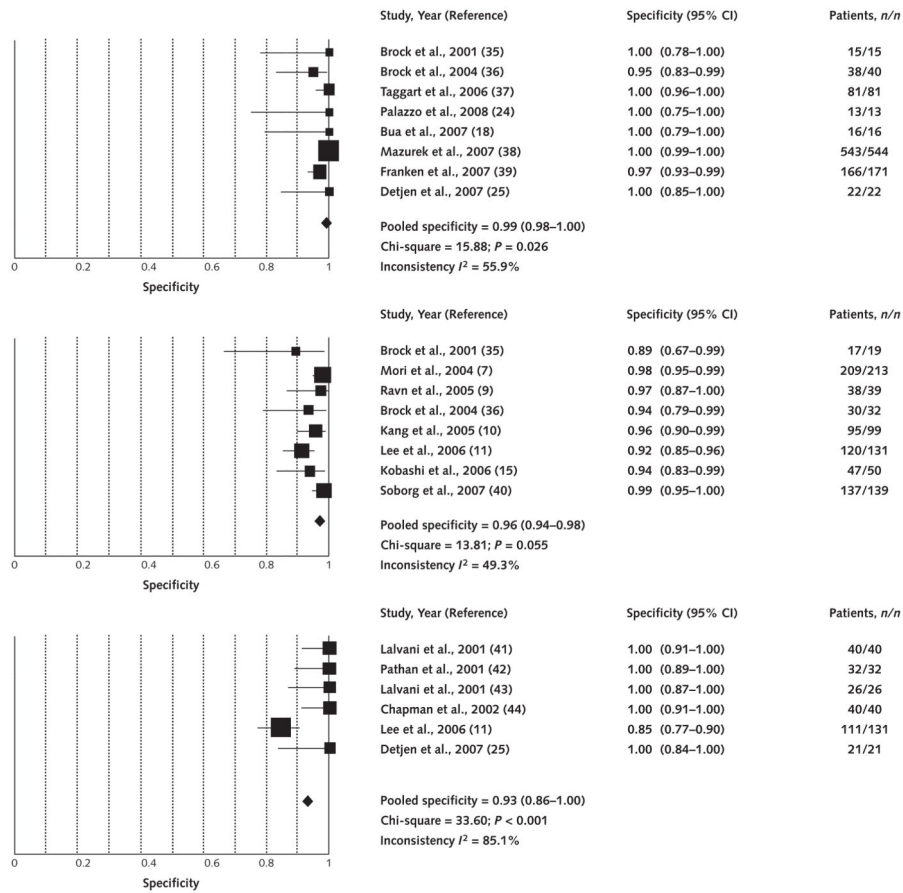 Study, Year (Reference) Specificity (95% CI) Patients, n/n
Brock et al., 2001 (35) 1.00 (0.78–1.00) 15/15
Brock et al., 2004 (36) 0.95 (0.83–0.99) 38/40
Taggart et al., 2006 (37) 1.00 (0.96–1.00) 81/81
Palazzo et al., 2008 (24) 1.00 (0.75–1.00) 13/13
Bua et al., 2007 (18) 1.00 (0.79–1.00) 16/16
Mazurek et al., 2007 (38) 1.00 (0.99–1.00) 543/544
Franken et al., 2007 (39) 0.97 (0.93–0.99) 166/171
Detjen et al., 2007 (25) 1.00 (0.85–1.00) 22/22
Pooled specificity = 0.99 (0.98–1.00)
Chi-square = 15.88; P = 0.026
Inconsistency I² = 55.9%
0 0.2 0.4 0.6 0.8 1
Specificity
Study, Year (Reference) Specificity (95% CI) Patients, n/n
Brock et al., 2001 (35) 0.89 (0.67–0.99) 17/19
Mori et al., 2004 (7) 0.98 (0.95–0.99) 209/213
Ravn et al., 2005 (9) 0.97 (0.87–1.00) 38/39
Brock et al., 2004 (36) 0.94 (0.79–0.99) 30/32
Kang et al., 2005 (10) 0.96 (0.90–0.99) 95/99
Lee et al., 2006 (11) 0.92 (0.85–0.96) 120/131
Kobashi et al., 2006 (15) 0.94 (0.83–0.99) 47/50
Soborg et al., 2007 (40) 0.99 (0.95–1.00) 137/139
Pooled specificity = 0.96 (0.94–0.98)
Chi-square = 13.81; P = 0.055
Inconsistency I² = 49.3%
0 0.2 0.4 0.6 0.8 1
Specificity
Study, Year (Reference) Specificity (95% CI) Patients, n/n
Lalvani et al., 2001 (41) 1.00 (0.91–1.00) 40/40
Pathan et al., 2001 (42) 1.00 (0.89–1.00) 32/32
Lalvani et al., 2001 (43) 1.00 (0.87–1.00) 26/26
Chapman et al., 2002 (44) 1.00 (0.91–1.00) 40/40
Lee et al., 2006 (11) 0.85 (0.77–0.90) 111/131
Detjen et al., 2007 (25) 1.00 (0.84–1.00) 21/21
Pooled specificity = 0.93 (0.86–1.00)
Chi-square = 33.60; P < 0.001
Inconsistency I² = 85.1%
0 0.2 0.4 0.6 0.8 1
Specificity